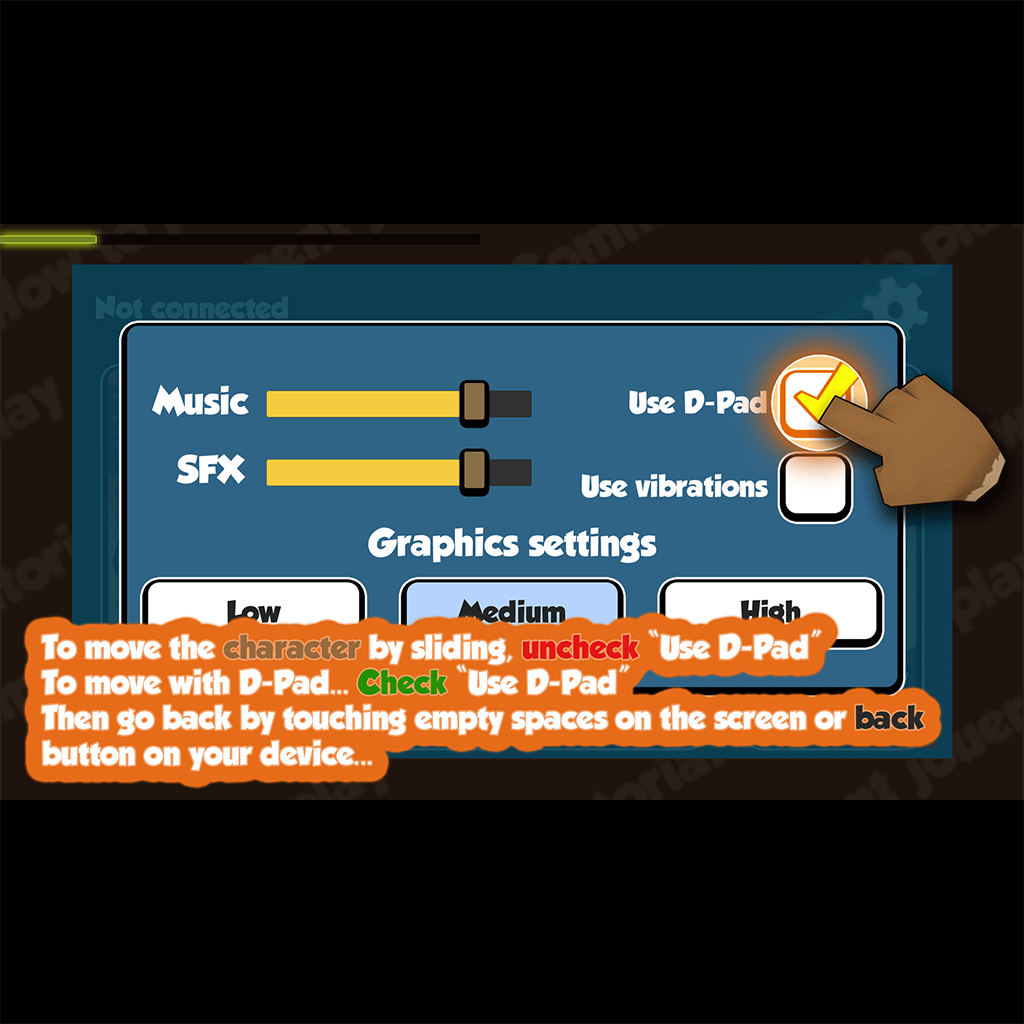 Not connected
Music
Use D-Pad
SFX
Use vibrations
Graphics settings
Low
Medium
High
To move the character by sliding, uncheck "Use D-Pad"
To move with D-Pad... Check "Use D-Pad"
Then go back by touching empty spaces on the screen or back
button on your device...